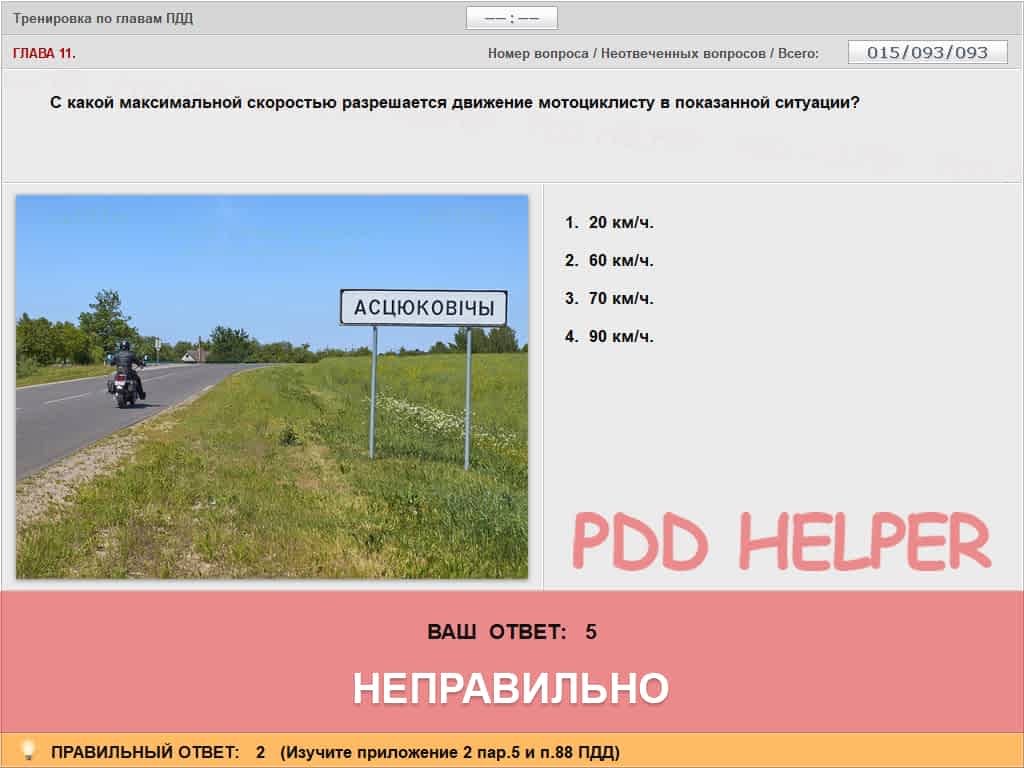 Тренировка по главам ПДД
—— : ——
ГЛАВА 11.
Номер вопроса / Неотвеченных вопросов / Всего:
015/093/093
С какой максимальной скоростью разрешается движение мотоциклисту в показанной ситуации?
АСЦЮКОВІЧЫ
1. 20 км/ч.
2. 60 км/ч.
3. 70 км/ч.
4. 90 км/ч.
PDD HELPER
ВАШ ОТВЕТ: 5
НЕПРАВИЛЬНО
ПРАВИЛЬНЫЙ ОТВЕТ: 2 (Изучите приложение 2 пар.5 и п.88 ПДД)